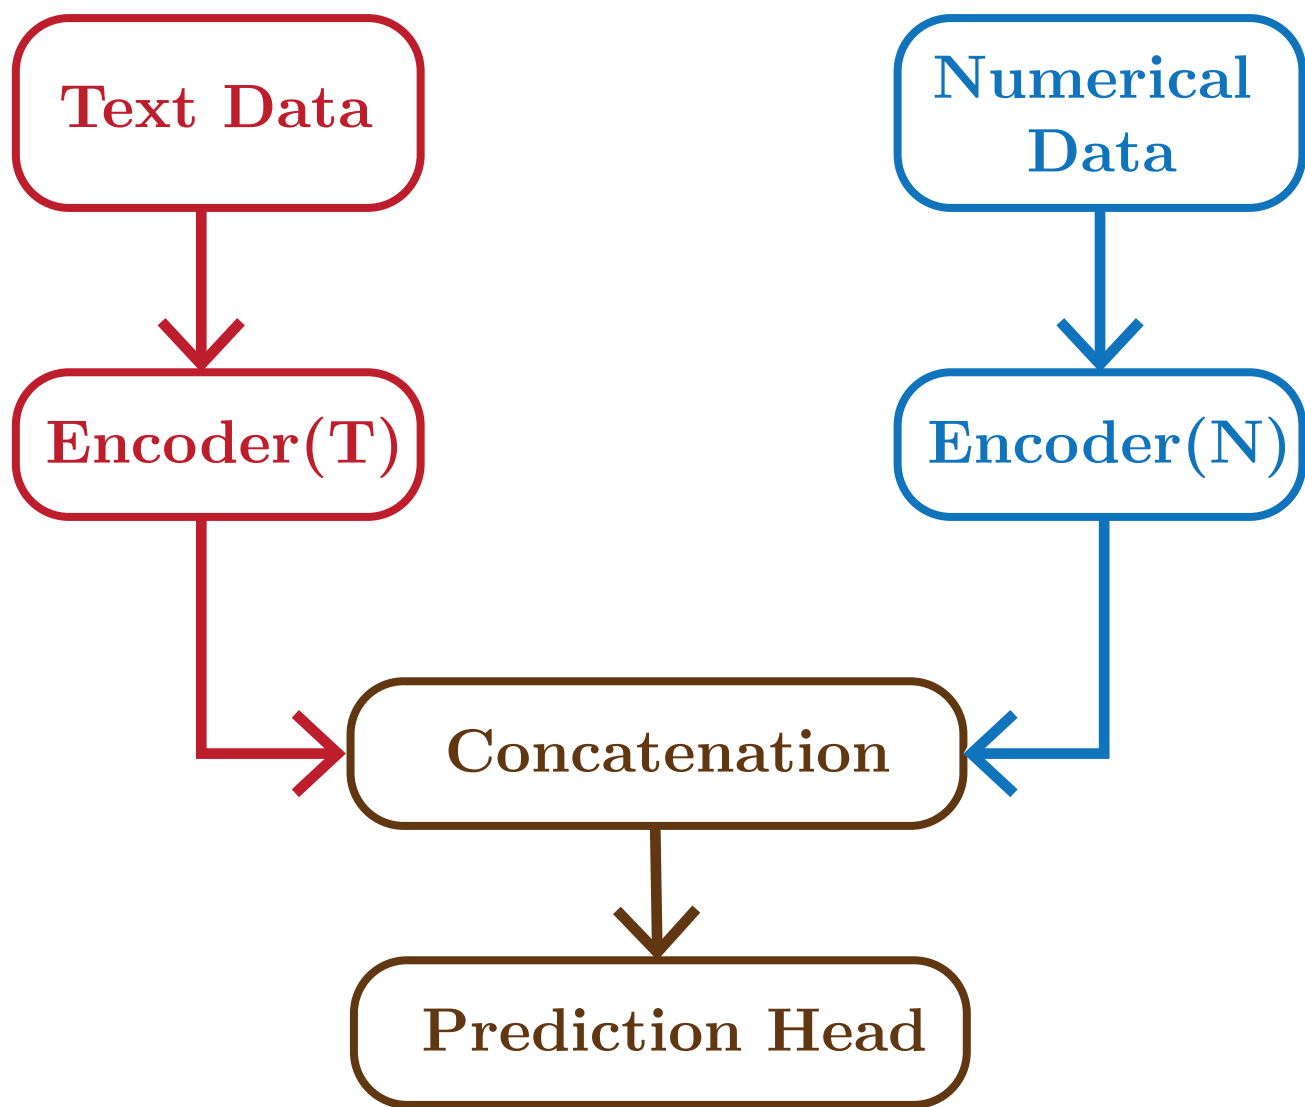 Text Data
Numerical
Data
Encoder(T)
Encoder(N)
Concatenation
Prediction Head